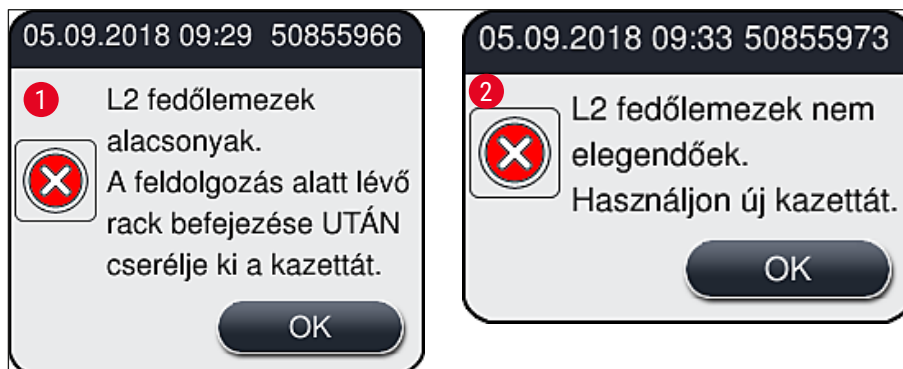 05.09.2018 09:29 50855966
1
L2 fedőlemezek
alacsonyak.
A feldolgozás alatt lévő
rack befejezése UTÁN
cserélje ki a kazettát.
OK
05.09.2018 09:33 50855973
2
L2 fedőlemezek nem
elegendőek.
Használjon új kazettát.
OK